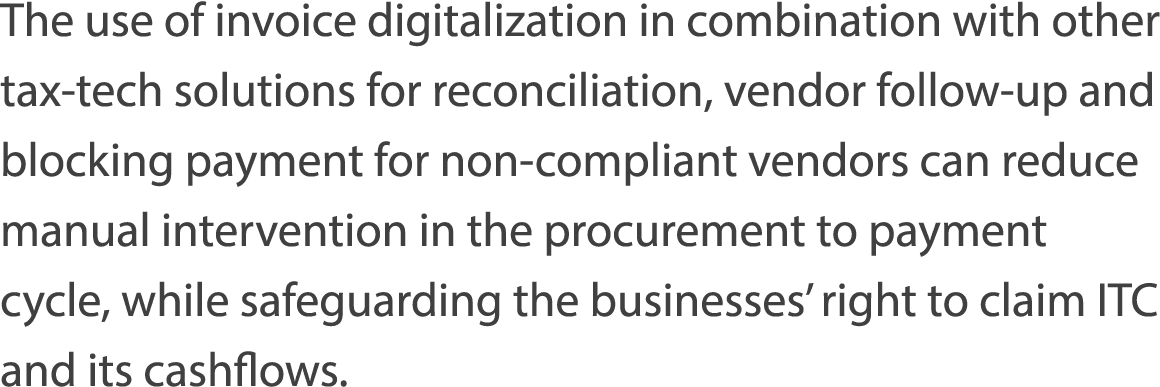 The use of invoice digitalization in combination with other
tax-tech solutions for reconciliation, vendor follow-up and
blocking payment for non-compliant vendors can reduce
manual intervention in the procurement to payment
cycle, while safeguarding the businesses’ right to claim ITC
and its cashflows.